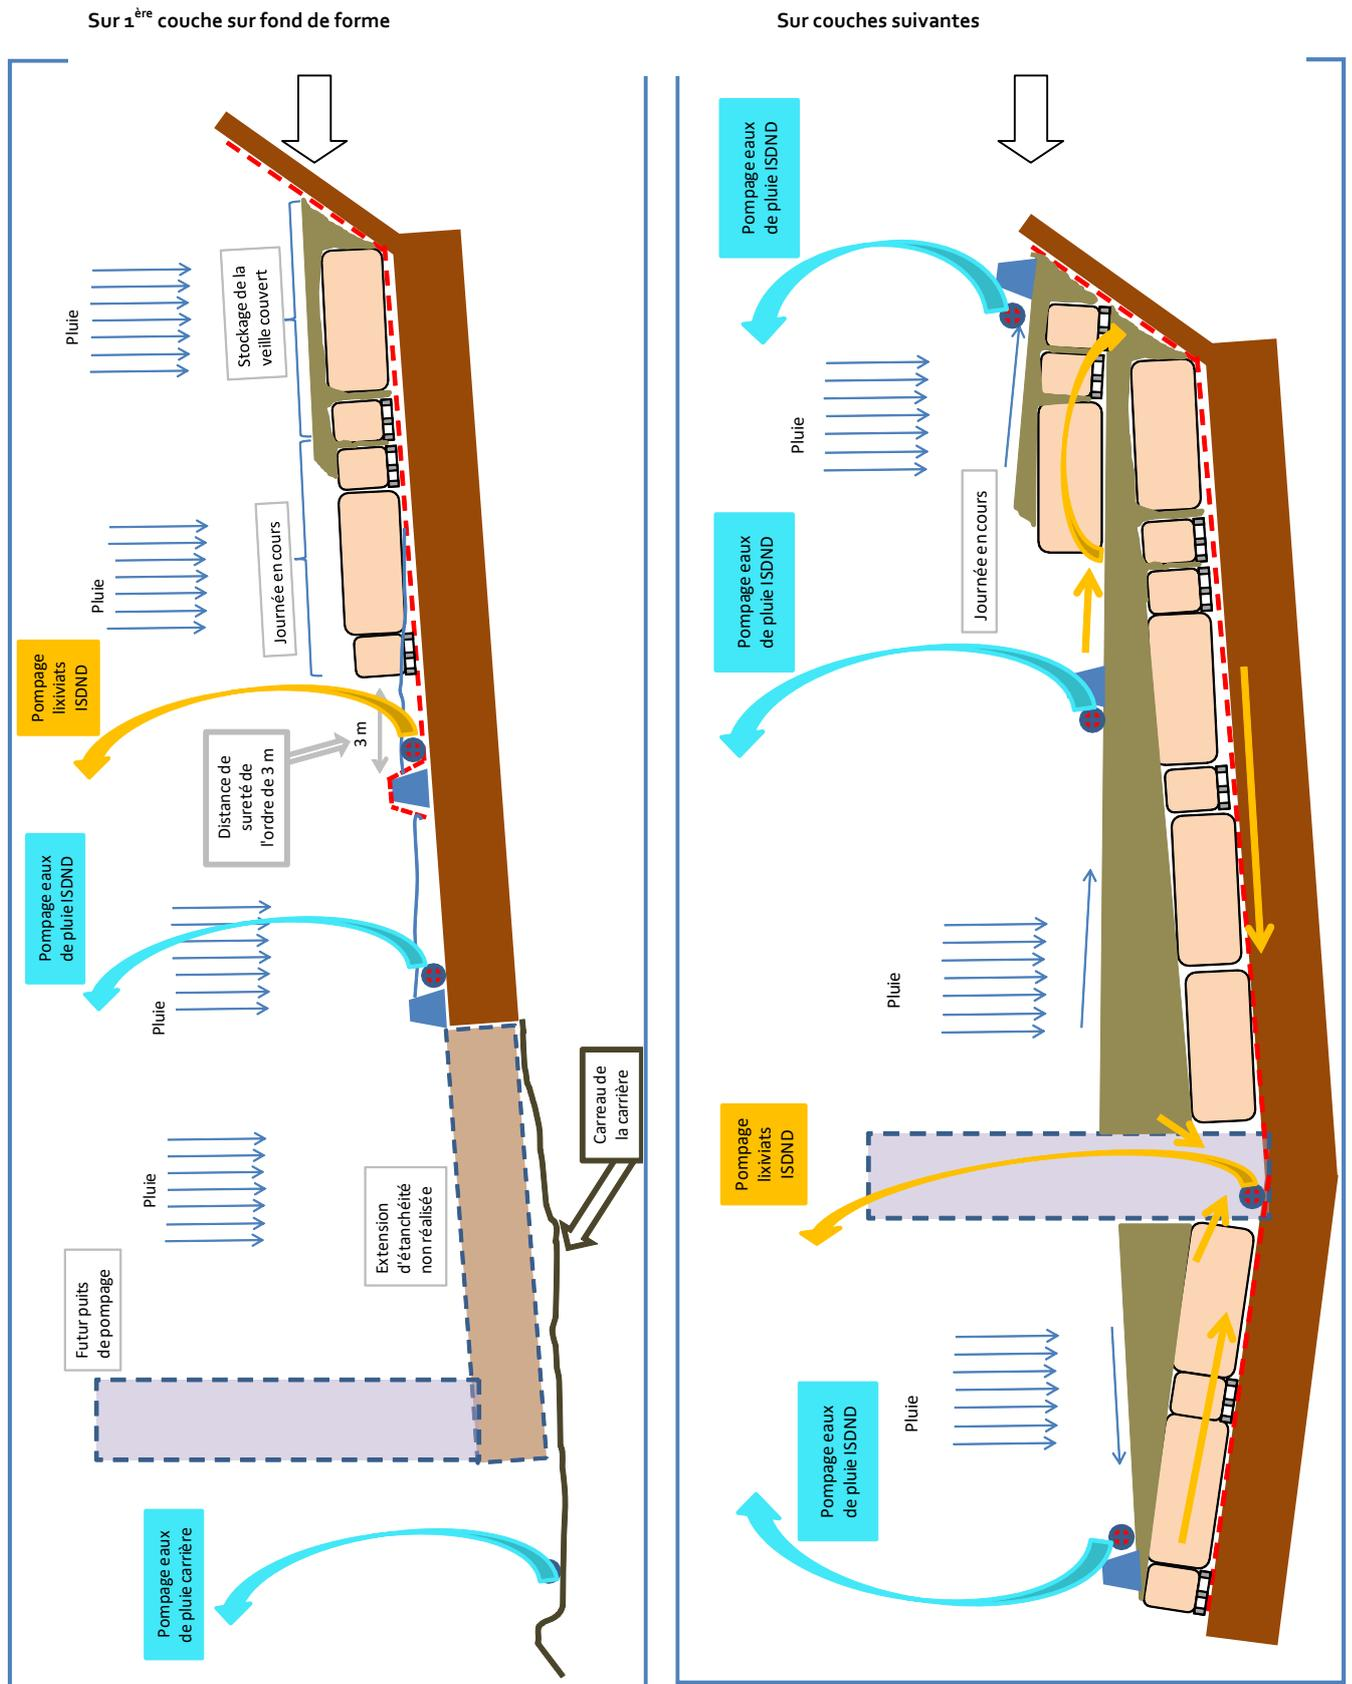 Sur 1ère couche sur fond de forme
Sur couches suivantes
Pluie
Stockage de la
veille couvert
Pluie
Journée en cours
Pompage
lixiviats
ISDND
Distance de
sureté de
l'ordre de 3 m
3 m
Pompage eaux
de pluie ISDND
Pluie
Carreau de
la carrière
Pluie
Extension
d'étanchéité
non réalisée
Futur puits
de pompage
Pompage eaux
de pluie carrière
Pompage eaux
de pluie ISDND
Pluie
Journée en cours
Pompage eaux
de pluie ISDND
Pluie
Pompage
lixiviats
ISDND
Pluie
Pompage eaux
de pluie ISDND